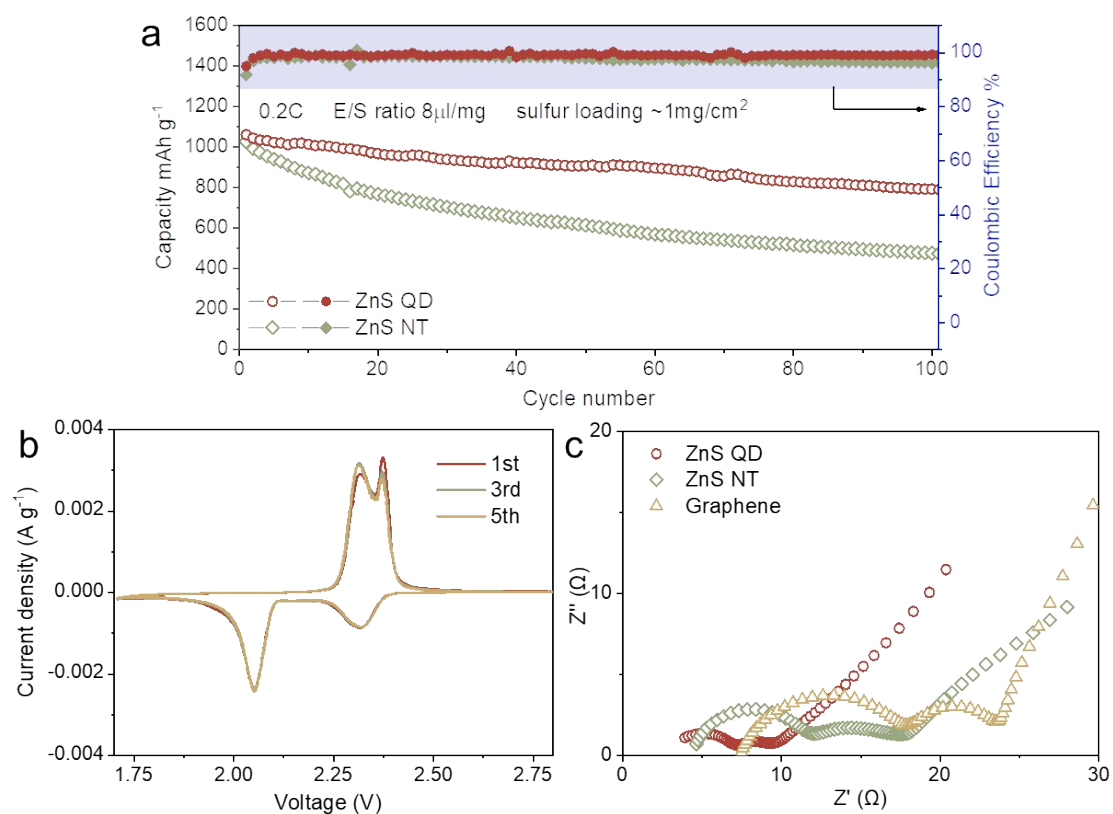 a
1600
1400
1200
1000
800
600
400
200
0
Capacity mAh g⁻¹
0.2C E/S ratio 8μl/mg sulfur loading ~1mg/cm²
ZnS QD
ZnS NT
100
80
60
40
20
0
Coulombic Efficiency %
0 20 40 60 80 100
Cycle number
b
0.004
0.002
0.000
-0.002
-0.004
Current density (A g⁻¹)
1st
3rd
5th
1.75 2.00 2.25 2.50 2.75
Voltage (V)
c
20
10
0
Z'' (Ω)
ZnS QD
ZnS NT
Graphene
0 10 20 30
Z' (Ω)